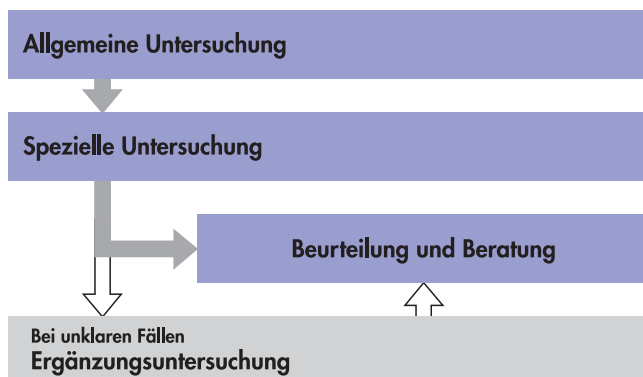 Allgemeine Untersuchung
Spezielle Untersuchung
Beurteilung und Beratung
Bei unklaren Fällen
Ergänzungsuntersuchung